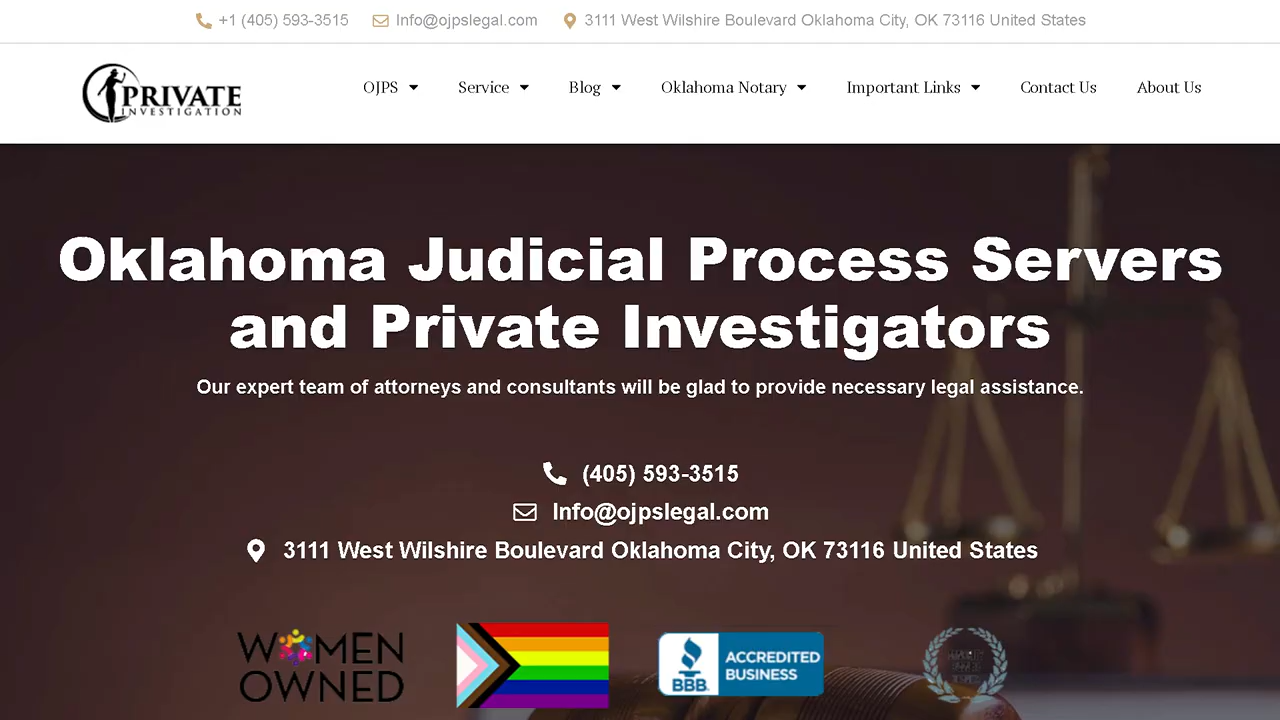 +1 (405) 593-3515 Info@ojpslegal.com 3111 West Wilshire Boulevard Oklahoma City, OK 73116 United States
PRIVATE
INVESTIGATION
OJPS Service Blog Oklahoma Notary Important Links Contact Us About Us
Oklahoma Judicial Process Servers
and Private Investigators
Our expert team of attorneys and consultants will be glad to provide necessary legal assistance.
(405) 593-3515
Info@ojpslegal.com
3111 West Wilshire Boulevard Oklahoma City, OK 73116 United States
WOMEN
OWNED
BBB.
ACCREDITED
BUSINESS